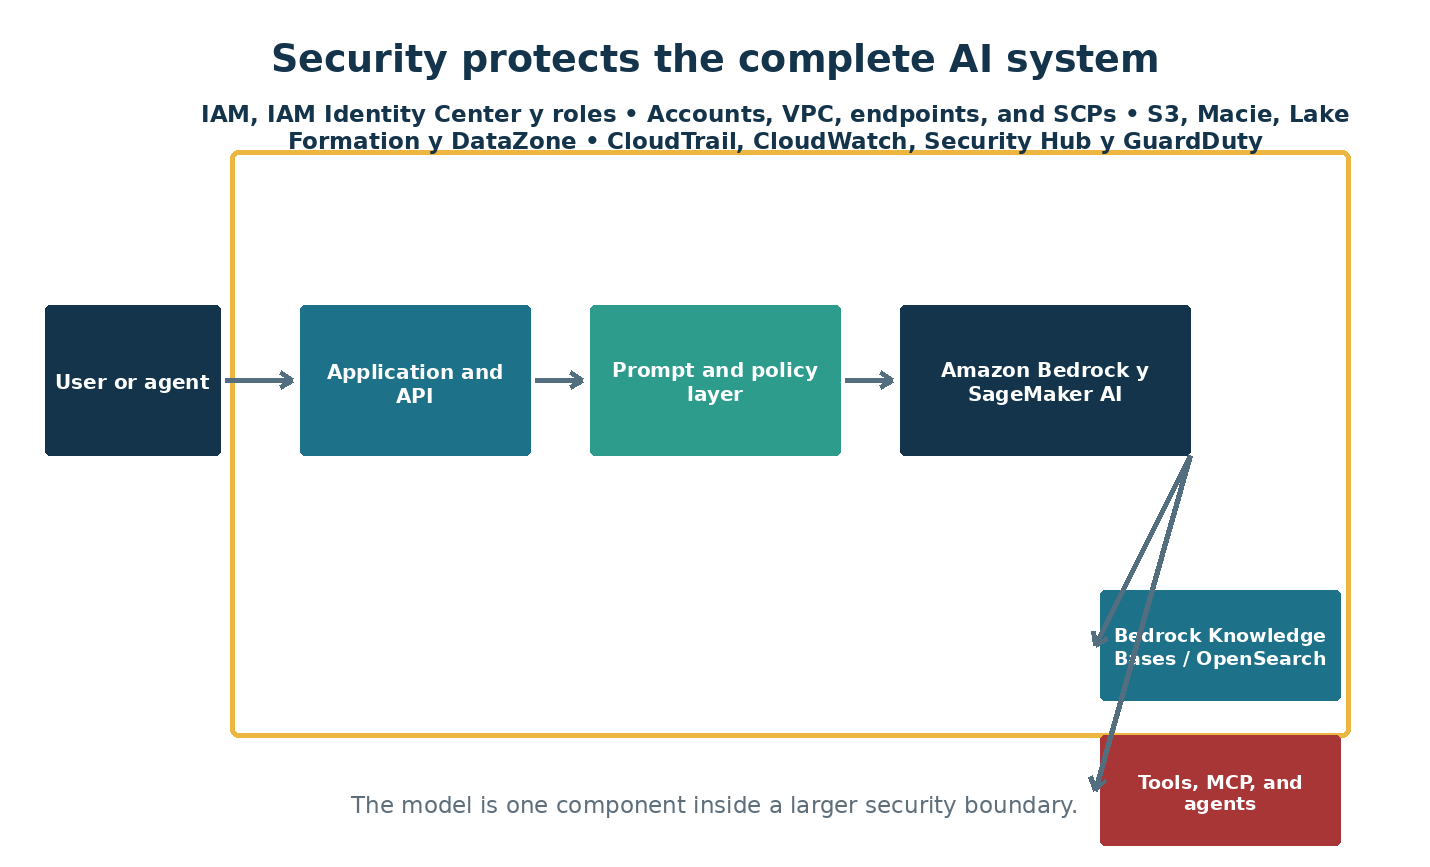 Security protects the complete AI system
IAM, IAM Identity Center y roles • Accounts, VPC, endpoints, and SCPs • S3, Macie, Lake
Formation y DataZone • CloudTrail, CloudWatch, Security Hub y GuardDuty
User or agent
Application and
API
Prompt and policy
layer
Amazon Bedrock y
SageMaker AI
Bedrock Knowledge
Bases / OpenSearch
Tools, MCP, and
agents
The model is one component inside a larger security boundary.